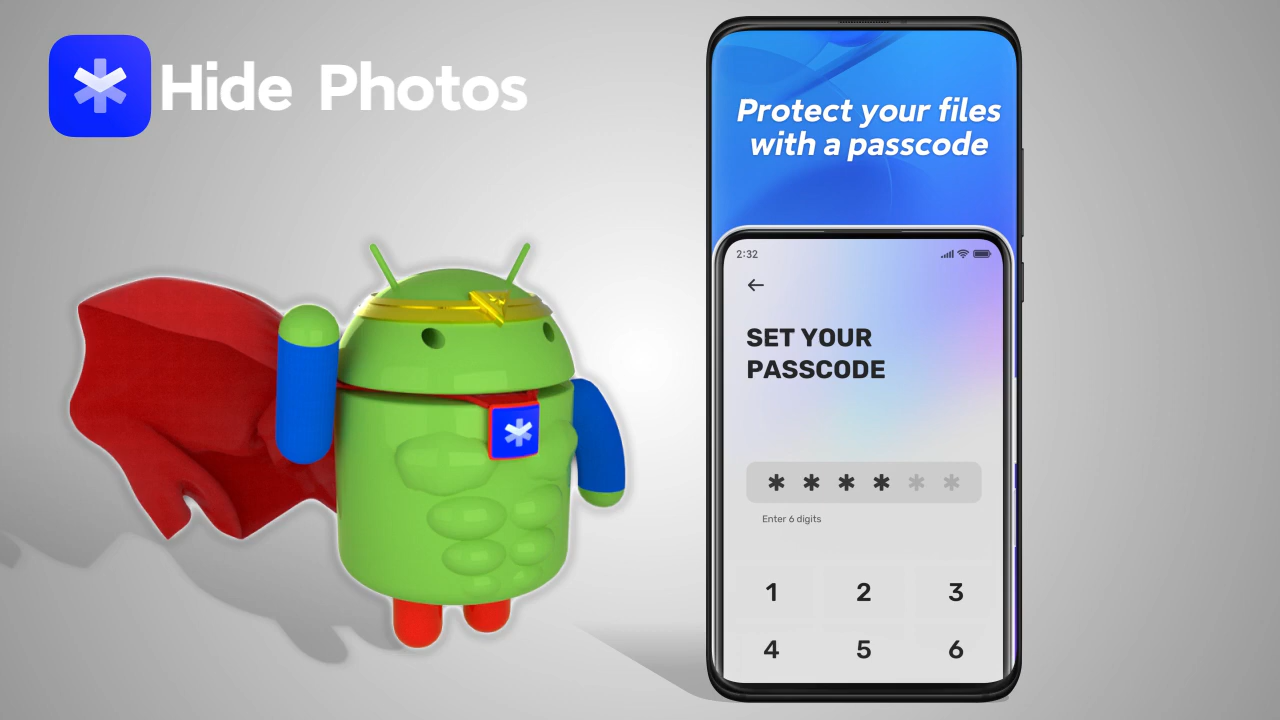 Hide Photos
Protect your files
with a passcode
2:32
SET YOUR
PASSCODE
* * * * * *
Enter 6 digits
1 2 3
4 5 6